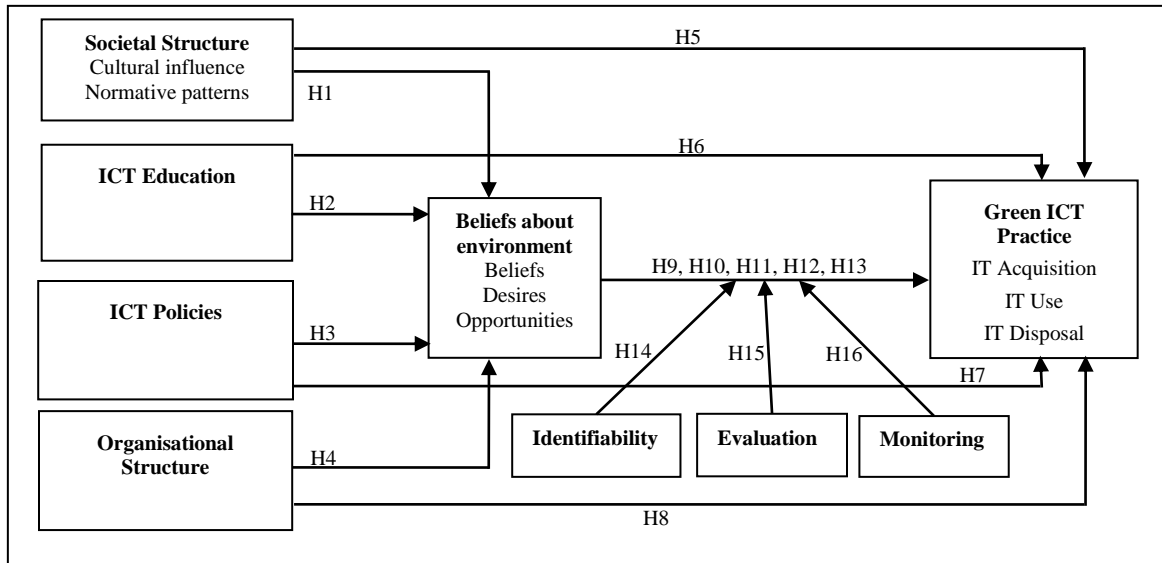 Societal Structure
Cultural influence
Normative patterns
H5
H1
ICT Education
H6
H2
Beliefs about
environment
Beliefs
Desires
Opportunities
Green ICT
Practice
IT Acquisition
IT Use
IT Disposal
H9, H10, H11, H12, H13
ICT Policies
H3
H14
H15
H16
H7
Organisational
Structure
H4
Identifiability
Evaluation
Monitoring
H8